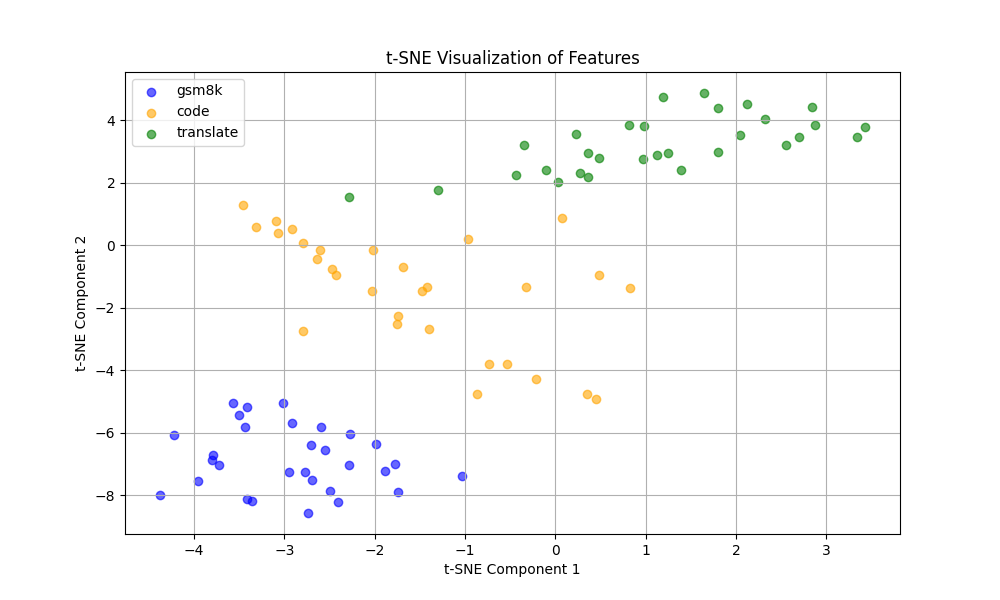 t-SNE Visualization of Features
gsm8k
code
translate
t-SNE Component 2
4
2
0
−2
−4
−6
−8
−4 −3 −2 −1 0 1 2 3
t-SNE Component 1